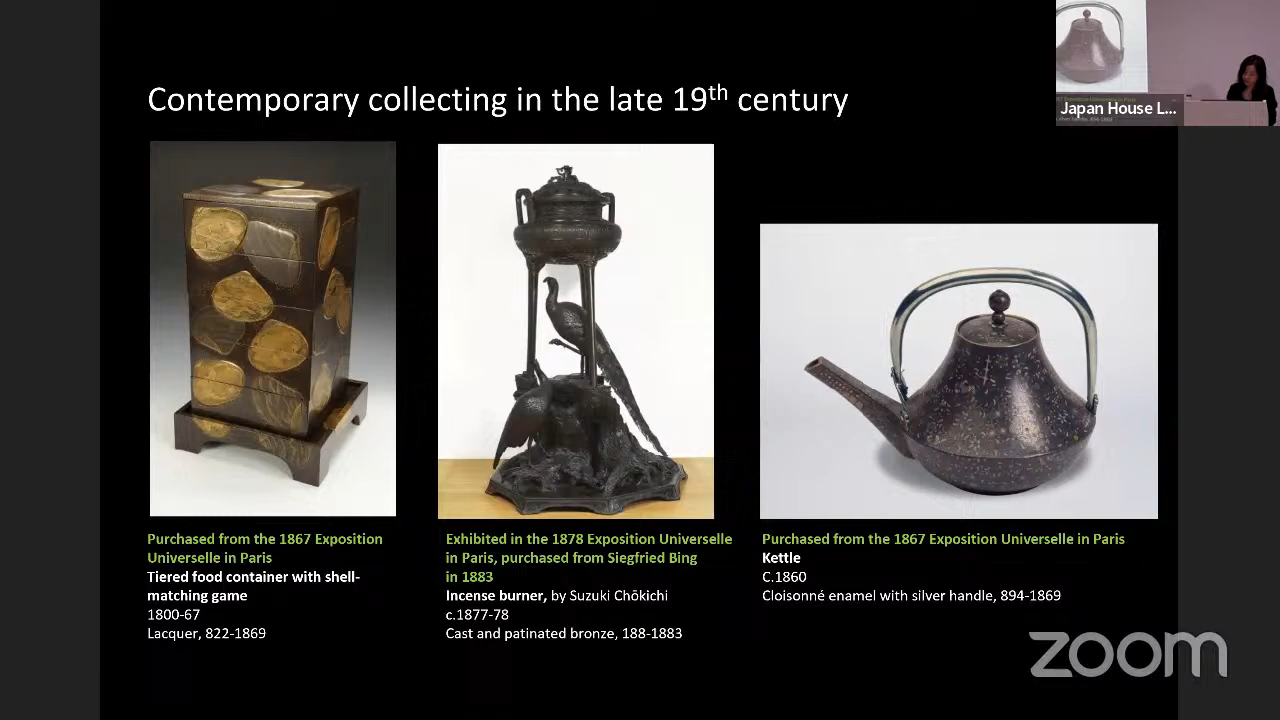 Contemporary collecting in the late 19th century
Japan House L...
Purchased from the 1867 Exposition
Universelle in Paris
Tiered food container with shell-
matching game
1800-67
Lacquer, 822-1869
Exhibited in the 1878 Exposition Universelle
in Paris, purchased from Siegfried Bing
in 1883
Incense burner, by Suzuki Chōkichi
c.1877-78
Cast and patinated bronze, 188-1883
Purchased from the 1867 Exposition Universelle in Paris
Kettle
C.1860
Cloisonné enamel with silver handle, 894-1869
zoom